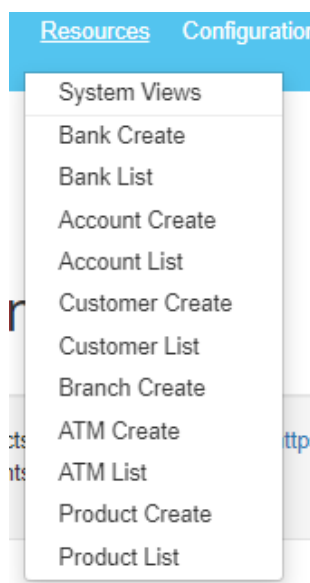 Resources Configuration
System Views
Bank Create
Bank List
Account Create
Account List
Customer Create
Customer List
Branch Create
ATM Create
ATM List
Product Create
Product List